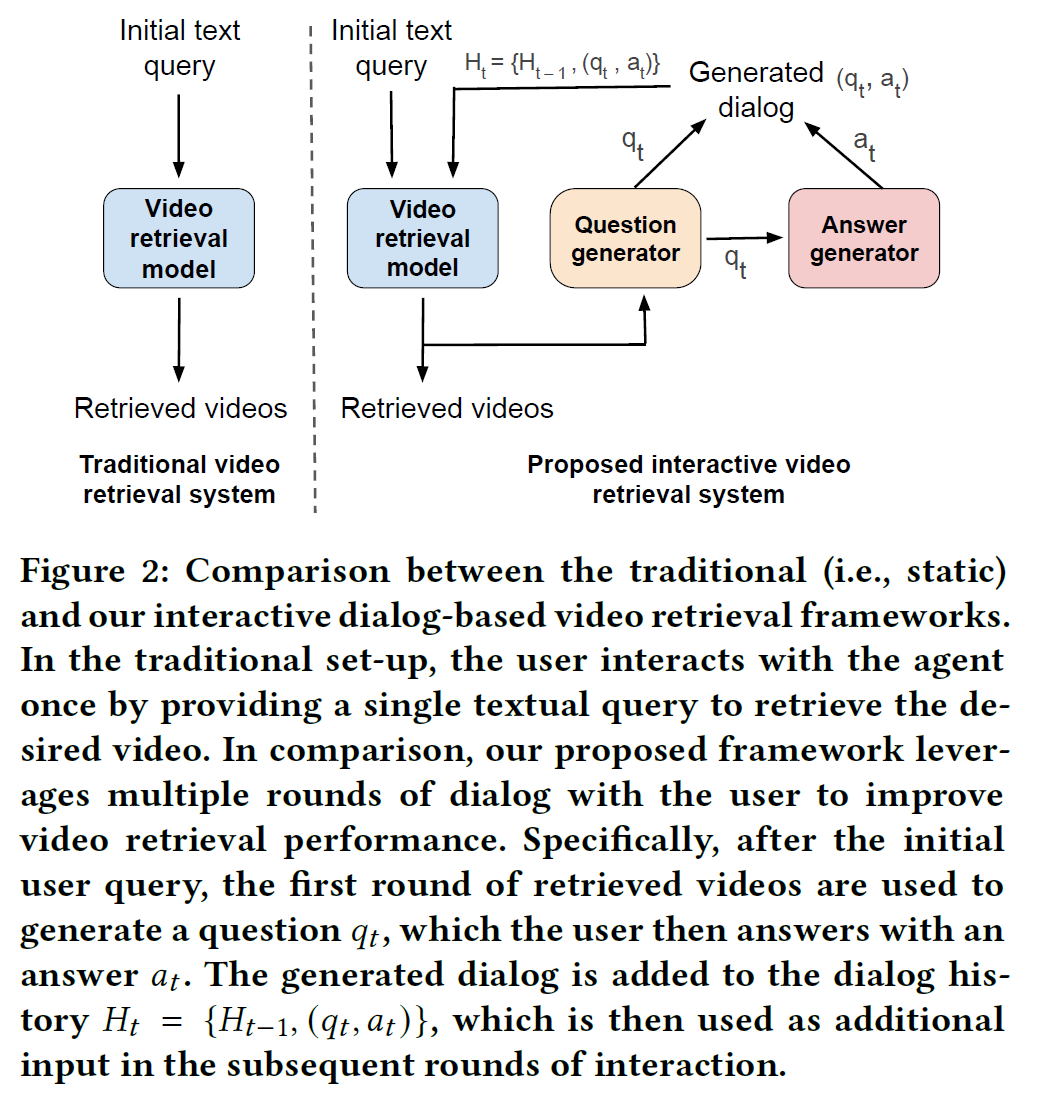 Initial text
query
Video
retrieval
model
Retrieved videos
Traditional video
retrieval system
Initial text
query
H_t = {H_{t-1}, (q_t, a_t)}
Generated (q_t, a_t)
dialog
q_t
a_t
Video
retrieval
model
Question
generator
q_t
Answer
generator
Retrieved videos
Proposed interactive video
retrieval system
Figure 2: Comparison between the traditional (i.e., static)
and our interactive dialog-based video retrieval frameworks.
In the traditional set-up, the user interacts with the agent
once by providing a single textual query to retrieve the de-
sired video. In comparison, our proposed framework lever-
ages multiple rounds of dialog with the user to improve
video retrieval performance. Specifically, after the initial
user query, the first round of retrieved videos are used to
generate a question q_t, which the user then answers with an
answer a_t. The generated dialog is added to the dialog his-
tory H_t = {H_{t-1}, (q_t, a_t)}, which is then used as additional
input in the subsequent rounds of interaction.